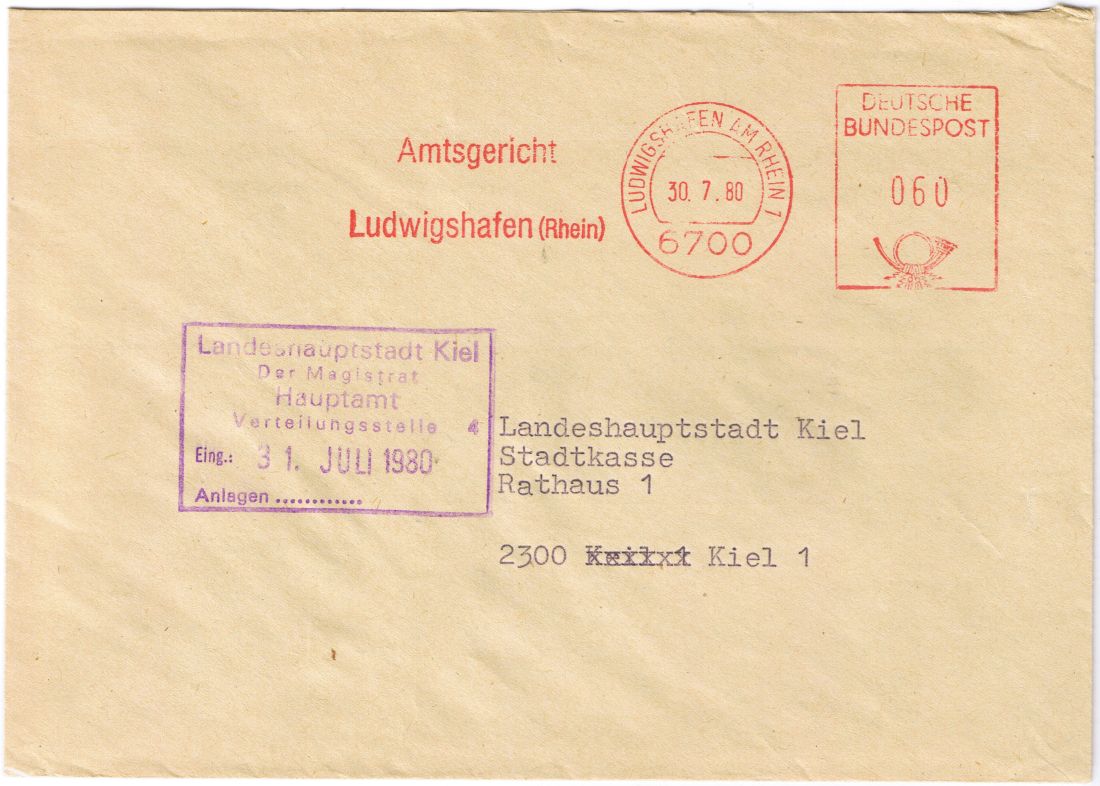 Amtsgericht
Ludwigshafen (Rhein)
LUDWIGSHAFEN AM RHEIN 1
30. 7. 80
6700
DEUTSCHE
BUNDESPOST
060
Landeshauptstadt Kiel
Der Magistrat
Hauptamt
Verteilungsstelle 4
Eing.: 31. JULI 1980
Anlagen ............
Landeshauptstadt Kiel
Stadtkasse
Rathaus 1
2300 Kiel 1